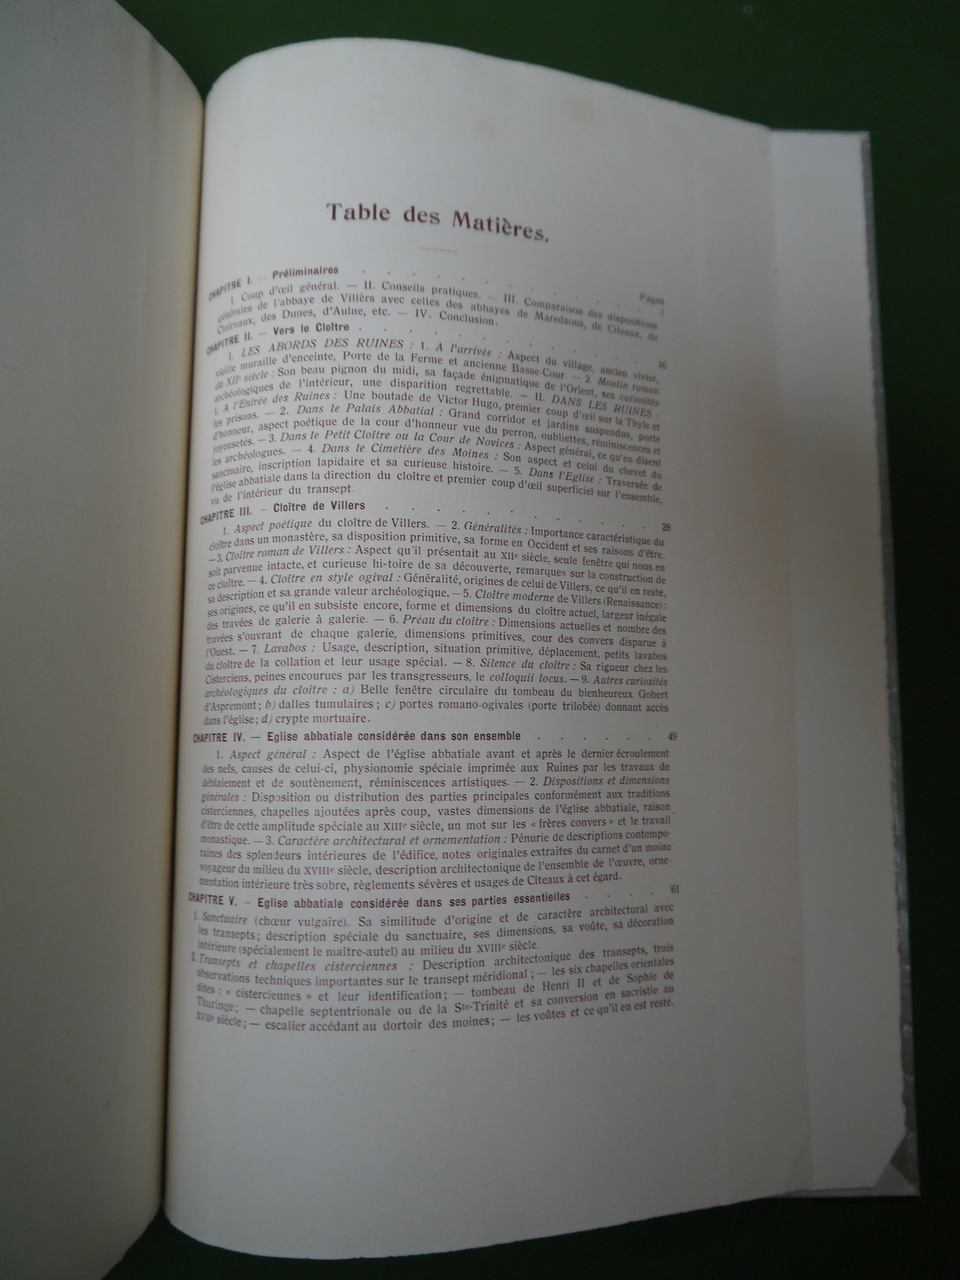 Table des Matières.
Pages
CHAPITRE I. — Préliminaires . . . . . . . . . . 1
I. Coup d'œil général. — II. Conseils pratiques. — III. Comparaison des dispositions
générales de l'abbaye de Villers avec celles des abbayes de Maredsous, de Cîteaux, de
Clairvaux, des Dunes, d'Aulne, etc. — IV. Conclusion.
CHAPITRE II. — Vers le Cloître . . . . . . . . . . 16
I. LES ABORDS DES RUINES : 1. A l'arrivée : Aspect du village, ancien vivier,
vieille muraille d'enceinte, Porte de la Ferme et ancienne Basse-Cour. — 2. Moulin roman
du XIIe siècle : Son beau pignon du midi, sa façade énigmatique de l'Orient, ses curiosités
archéologiques de l'intérieur, une disparition regrettable. — II. DANS LES RUINES :
1. A l'Entrée des Ruines : Une boutade de Victor Hugo, premier coup d'œil sur la Thyle et
les prisons. — 2. Dans le Palais Abbatial : Grand corridor et jardins suspendus, porte
d'honneur, aspect poétique de la cour d'honneur vue du perron, oubliettes, réminiscences et
joyeusetés. — 3. Dans le Petit Cloître ou la Cour de Novices : Aspect général, ce qu'en disent
les archéologues. — 4. Dans le Cimetière des Moines : Son aspect et celui du chevet du
sanctuaire, inscription lapidaire et sa curieuse histoire. — 5. Dans l'Eglise : Traversée de
l'église abbatiale dans la direction du cloître et premier coup d'œil superficiel sur l'ensemble,
vu de l'intérieur du transept.
CHAPITRE III. - Cloître de Villers . . . . . . . . . . 28
1. Aspect poétique du cloître de Villers. — 2. Généralités : Importance caractéristique du
cloître dans un monastère, sa disposition primitive, sa forme en Occident et ses raisons d'être.
— 3. Cloître roman de Villers : Aspect qu'il présentait au XIIe siècle, seule fenêtre qui nous en
soit parvenue intacte, et curieuse hi-toire de sa découverte, remarques sur la construction de
ce cloître. — 4. Cloître en style ogival : Généralité, origines de celui de Villers, ce qu'il en reste,
sa description et sa grande valeur archéologique. — 5. Cloître moderne de Villers (Renaissance) :
ses origines, ce qu'il en subsiste encore, forme et dimensions du cloître actuel, largeur inégale
des travées de galerie à galerie. — 6. Préau du cloître : Dimensions actuelles et nombre des
travées s'ouvrant de chaque galerie, dimensions primitives, cour des convers disparue à
l'Ouest. — 7. Lavabos : Usage, description, situation primitive, déplacement, petits lavabos
du cloître de la collation et leur usage spécial. — 8. Silence du cloître : Sa rigueur chez les
Cisterciens, peines encourues par les transgresseurs, le colloquii locus. — 9. Autres curiosités
archéologiques du cloître : a) Belle fenêtre circulaire du tombeau du bienheureux Gobert
d'Aspremont ; b) dalles tumulaires ; c) portes romano-ogivales (porte trilobée) donnant accès
dans l'église ; d) crypte mortuaire.
CHAPITRE IV. — Eglise abbatiale considérée dans son ensemble . . . . . . 49
1. Aspect général : Aspect de l'église abbatiale avant et après le dernier écroulement
des nefs, causes de celui-ci, physionomie spéciale imprimée aux Ruines par les travaux de
déblaiement et de soutènement, réminiscences artistiques. — 2. Dispositions et dimensions
générales : Disposition ou distribution des parties principales conformément aux traditions
cisterciennes, chapelles ajoutées après coup, vastes dimensions de l'église abbatiale, raison
d'être de cette amplitude spéciale au XIIIe siècle, un mot sur les « frères convers » et le travail
monastique. — 3. Caractère architectural et ornementation : Pénurie de descriptions contempo-
raines des splendeurs intérieures de l'édifice, notes originales extraites du carnet d'un moine
voyageur du milieu du XVIIIe siècle, description architectonique de l'ensemble de l'œuvre, orne-
mentation intérieure très sobre, règlements sévères et usages de Cîteaux à cet égard.
CHAPITRE V. - Eglise abbatiale considérée dans ses parties essentielles . . . 61
1. Sanctuaire (chœur vulgaire). Sa similitude d'origine et de caractère architectural avec
les transepts ; description spéciale du sanctuaire, ses dimensions, sa voûte, sa décoration
intérieure (spécialement le maître-autel) au milieu du XVIIIe siècle.
2. Transepts et chapelles cisterciennes : Description architectonique des transepts, trois
observations techniques importantes sur le transept méridional ; — les six chapelles orientales
dites : « cisterciennes » et leur identification ; — tombeau de Henri II et de Sophie de
Thuringe ; — chapelle septentrionale ou de la Ste-Trinité et sa conversion en sacristie au
XVIIe siècle ; — escalier accédant au dortoir des moines ; — les voûtes et ce qu'il en est resté.